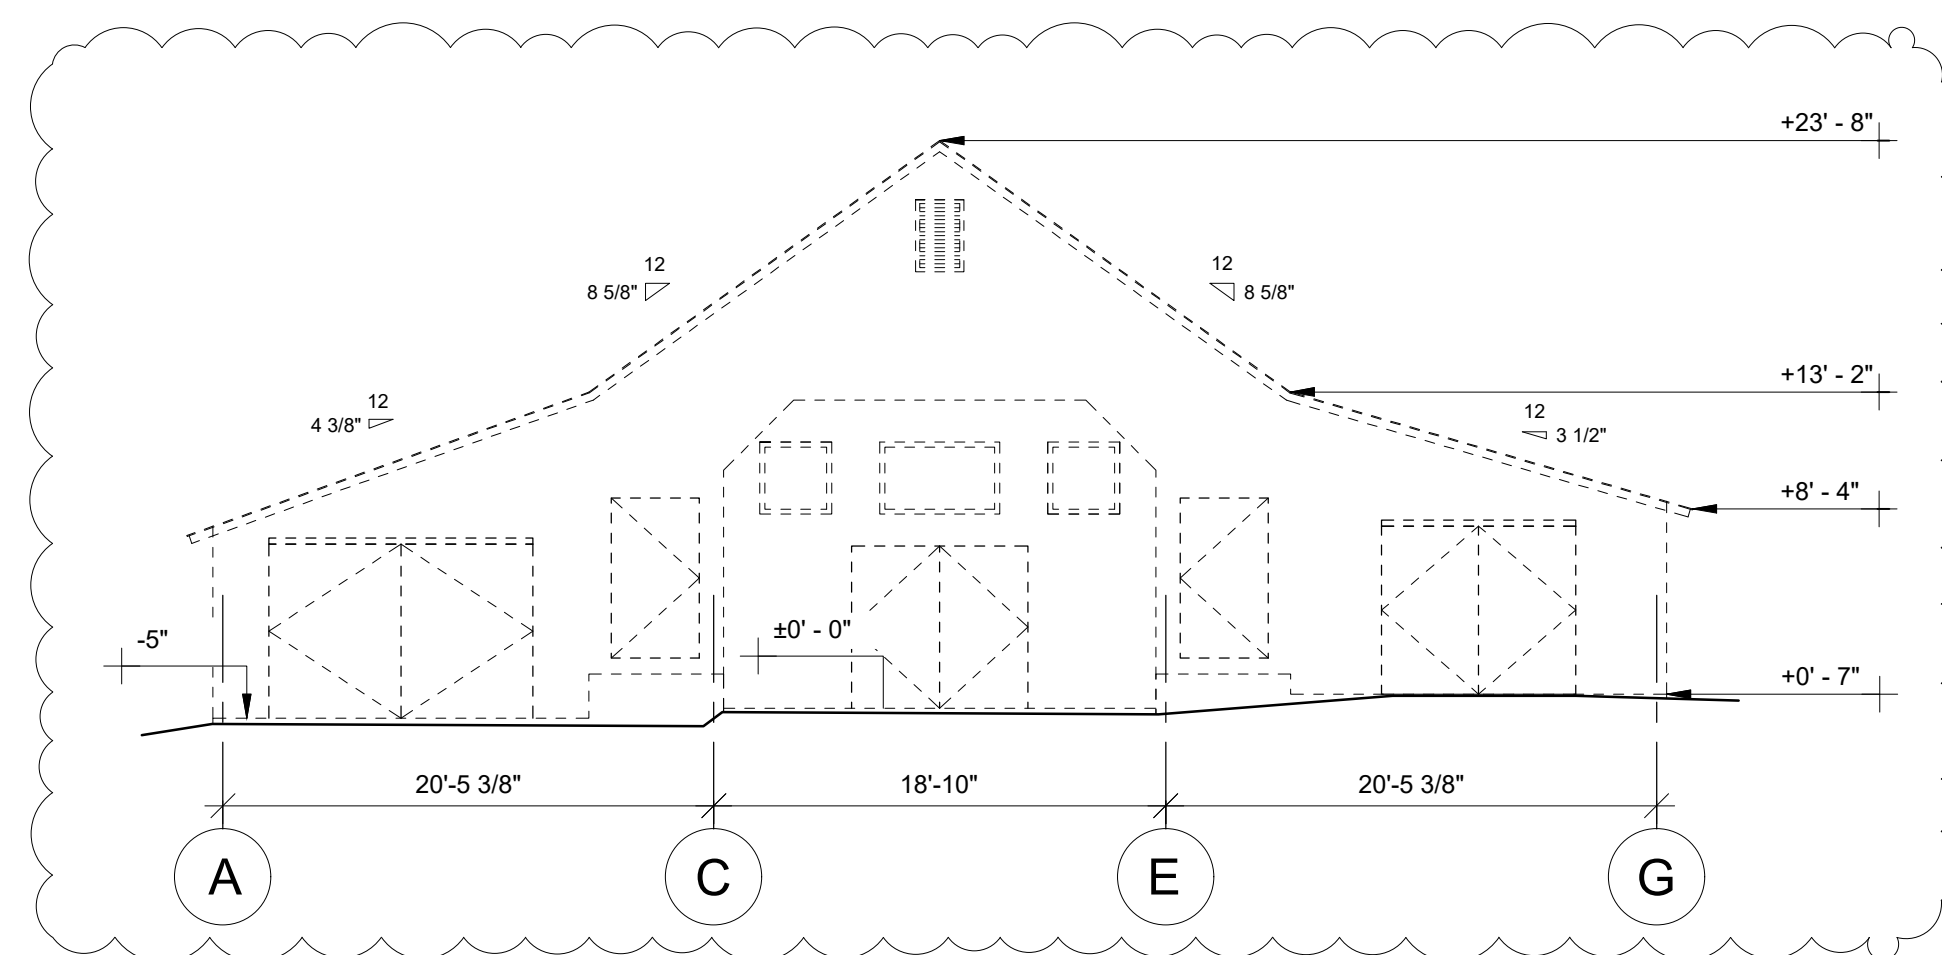 +23' - 8"
12
8 5/8"
12
8 5/8"
+13' - 2"
12
4 3/8"
12
3 1/2"
+8' - 4"
-5"
±0' - 0"
+0' - 7"
20'-5 3/8"
18'-10"
20'-5 3/8"
A
C
E
G